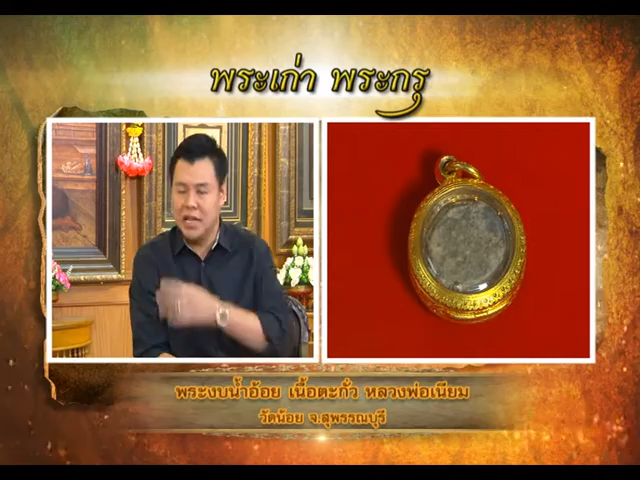 พระเก่า พระกรุ
พระงบน้ำอ้อย เนื้อตะกั่ว หลวงพ่อเนียม
วัดน้อย จ.สุพรรณบุรี